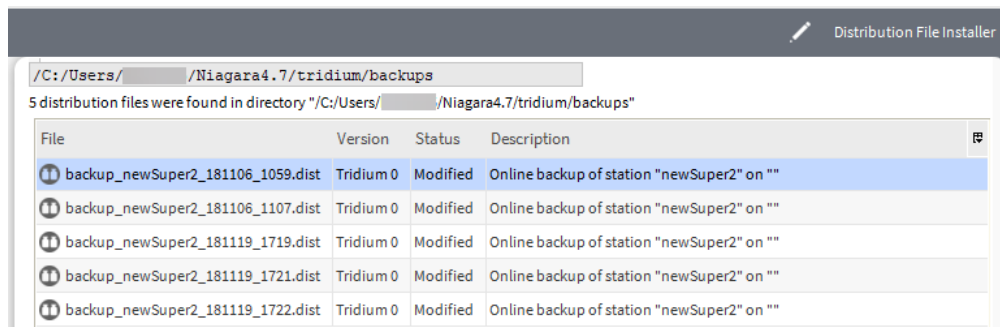 Distribution File Installer
/C:/Users/ /Niagara4.7/tridium/backups
5 distribution files were found in directory "/C:/Users/ /Niagara4.7/tridium/backups"
File Version Status Description
backup_newSuper2_181106_1059.dist Tridium 0 Modified Online backup of station "newSuper2" on ""
backup_newSuper2_181106_1107.dist Tridium 0 Modified Online backup of station "newSuper2" on ""
backup_newSuper2_181119_1719.dist Tridium 0 Modified Online backup of station "newSuper2" on ""
backup_newSuper2_181119_1721.dist Tridium 0 Modified Online backup of station "newSuper2" on ""
backup_newSuper2_181119_1722.dist Tridium 0 Modified Online backup of station "newSuper2" on ""